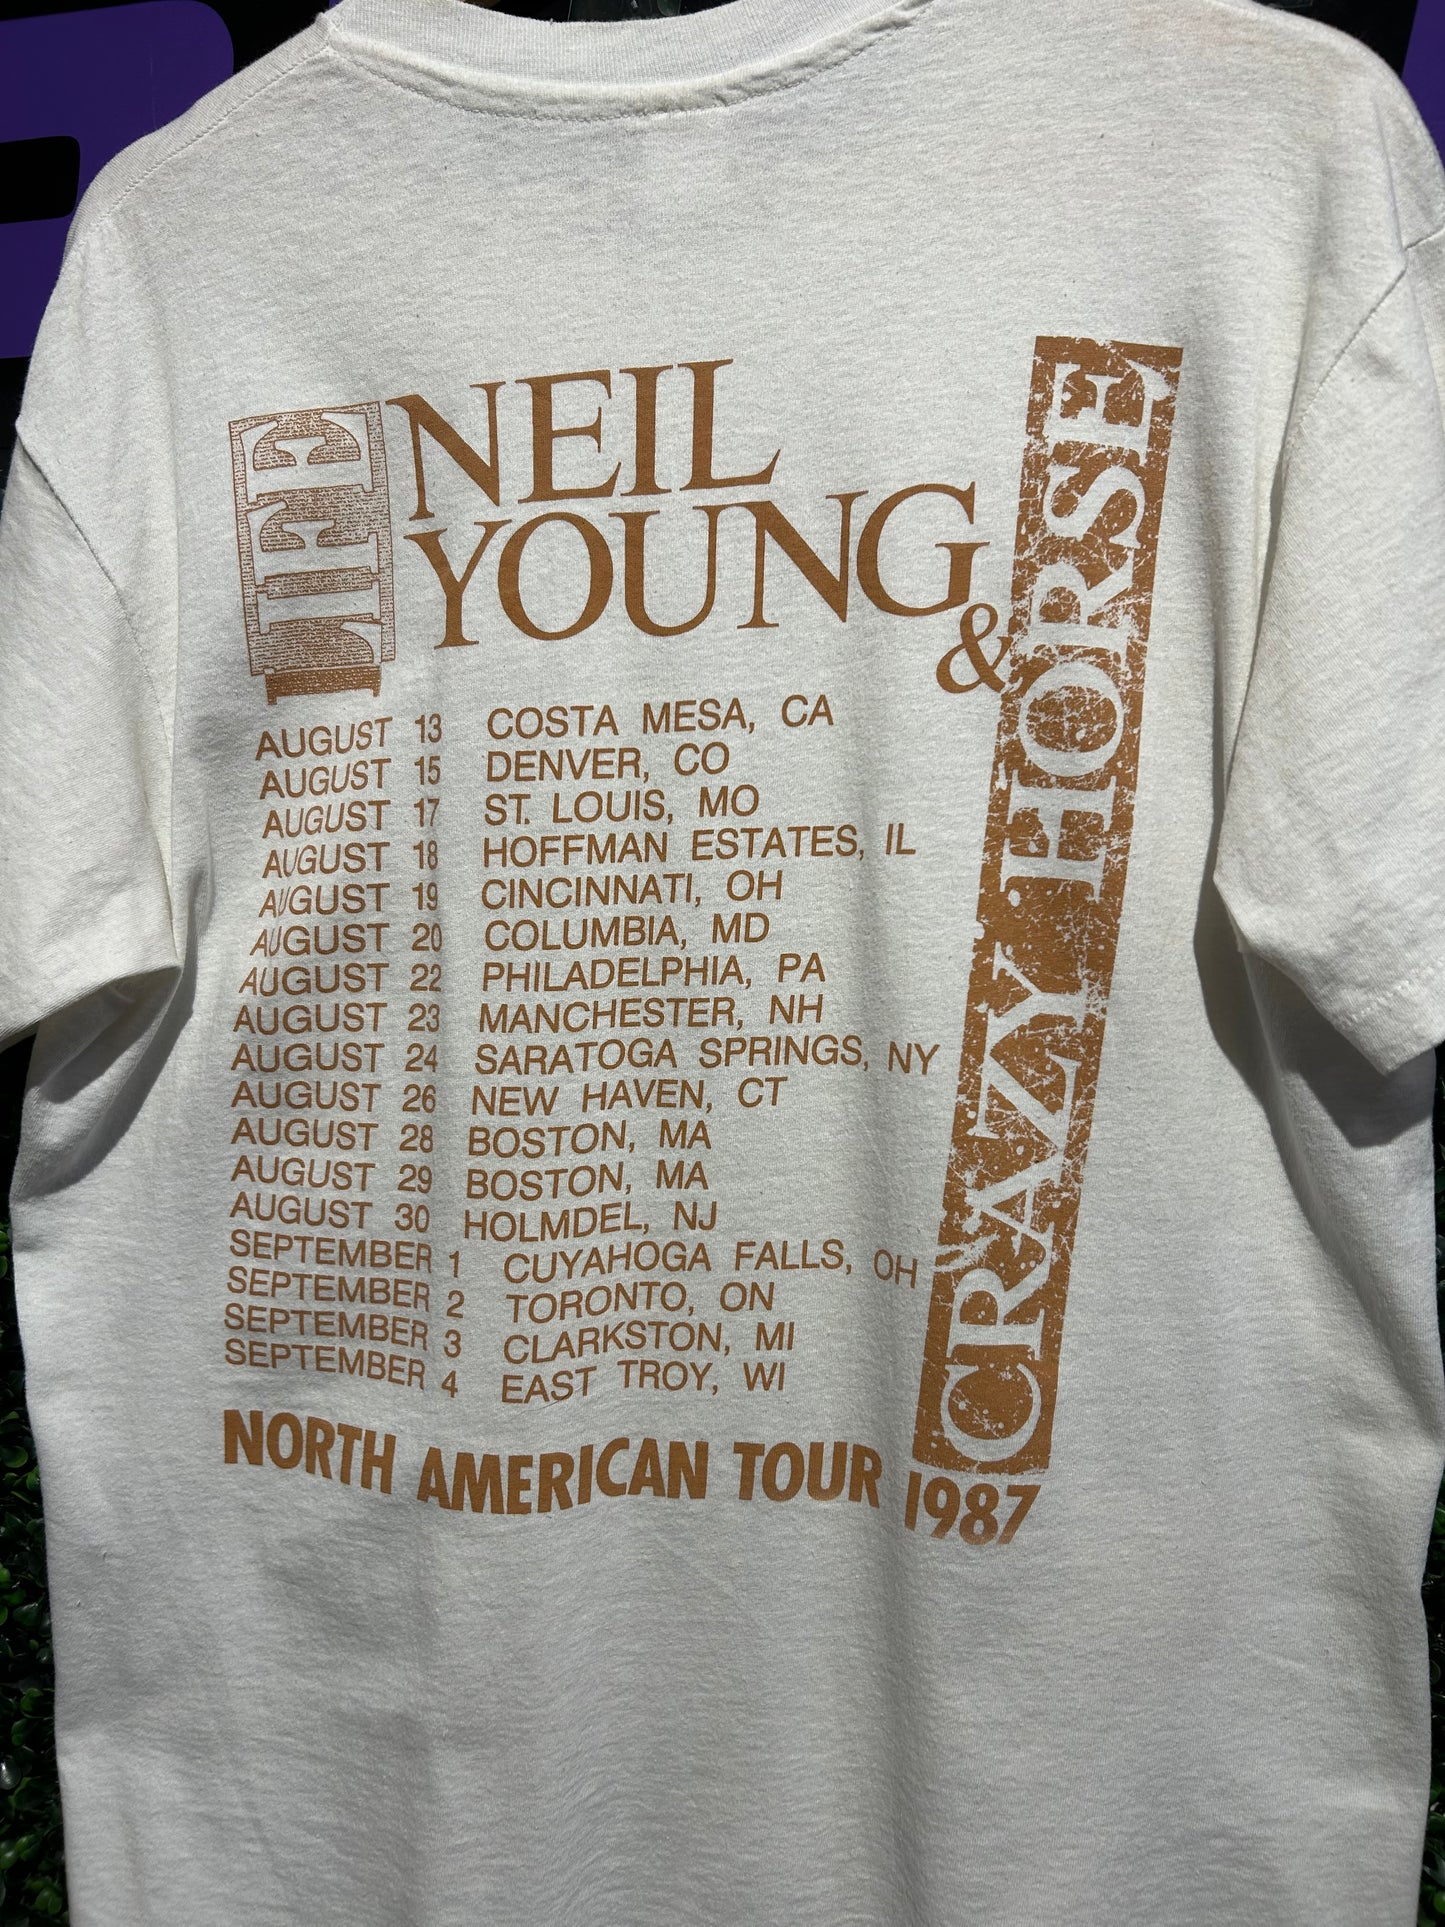 LIFE
NEIL
YOUNG &
CRAZY HORSE
AUGUST 13 COSTA MESA, CA
AUGUST 15 DENVER, CO
AUGUST 17 ST. LOUIS, MO
AUGUST 18 HOFFMAN ESTATES, IL
AUGUST 19 CINCINNATI, OH
AUGUST 20 COLUMBIA, MD
AUGUST 22 PHILADELPHIA, PA
AUGUST 23 MANCHESTER, NH
AUGUST 24 SARATOGA SPRINGS, NY
AUGUST 26 NEW HAVEN, CT
AUGUST 28 BOSTON, MA
AUGUST 29 BOSTON, MA
AUGUST 30 HOLMDEL, NJ
SEPTEMBER 1 CUYAHOGA FALLS, OH
SEPTEMBER 2 TORONTO, ON
SEPTEMBER 3 CLARKSTON, MI
SEPTEMBER 4 EAST TROY, WI
NORTH AMERICAN TOUR 1987